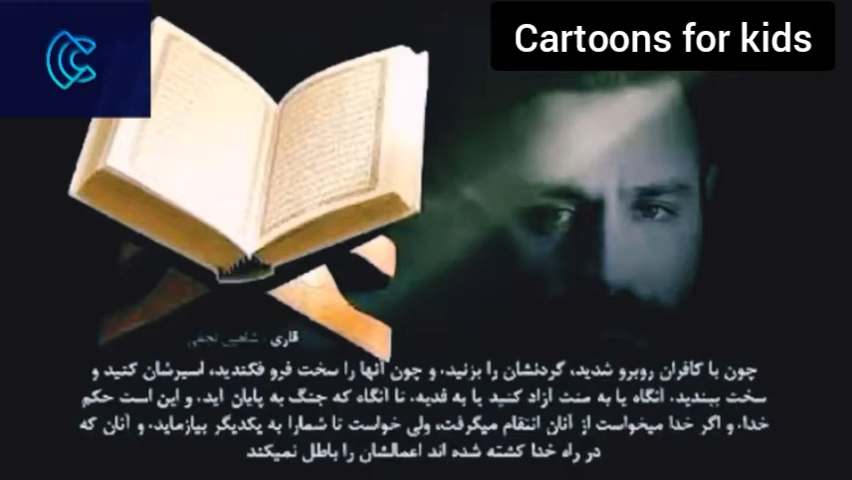 Cartoons for kids
قاری : شاهین نجفی
چون با کافران روبرو شدید، گردنشان را بزنید. و چون آنها را سخت فرو فکندید، اسیرشان کنید و
سخت ببندید. آنگاه یا به منت آزاد کنید یا به فدیه. تا آنگاه که جنگ به پایان آید. و این است حکم
خدا. و اگر خدا میخواست از آنان انتقام میگرفت، ولی خواست تا شمارا به یکدیگر بیازماید. و آنان که
در راه خدا کشته شده اند اعمالشان را باطل نمیکند